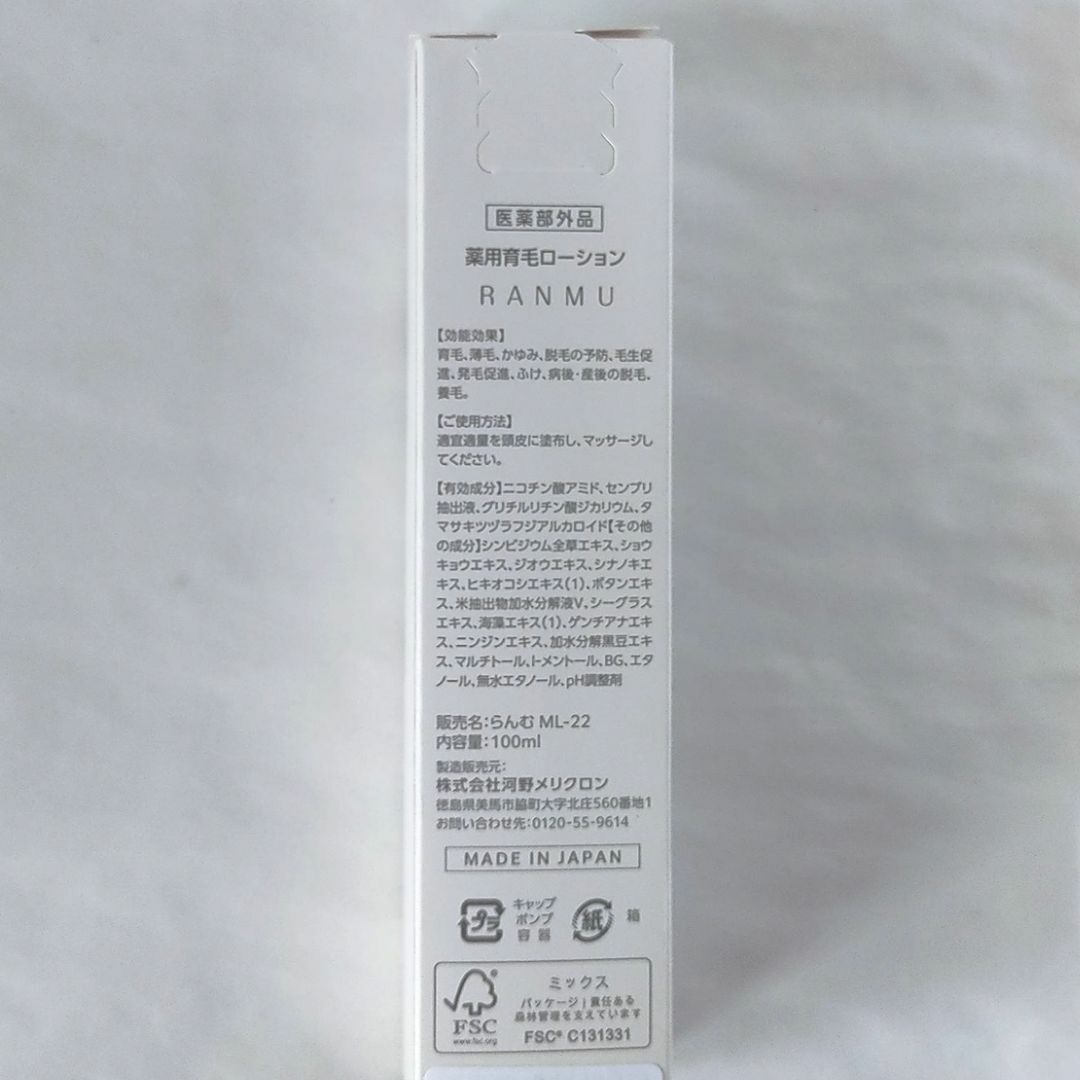 医薬部外品
薬用育毛ローション
RANMU
【効能効果】
育毛、薄毛、かゆみ、脱毛の予防、毛生促
進、発毛促進、ふけ、病後・産後の脱毛、
養毛。
【ご使用方法】
適宜適量を頭皮に塗布し、マッサージし
てください。
【有効成分】ニコチン酸アミド、センブリ
抽出液、グリチルリチン酸ジカリウム、タ
マサキツヅラフジアルカロイド【その他
の成分】シンビジウム全草エキス、ショウ
キョウエキス、ジオウエキス、シナノキエ
キス、ヒキオコシエキス(1)、ボタンエキ
ス、米抽出物加水分解液V、シーグラス
エキス、海藻エキス(1)、ゲンチアナエキ
ス、ニンジンエキス、加水分解黒豆エキ
ス、マルチトール、l-メントール、BG、エタ
ノール、無水エタノール、pH調整剤
販売名:らんむ ML-22
内容量:100ml
製造販売元:
株式会社河野メリクロン
徳島県美馬市脇町大字北庄560番地1
お問い合わせ先:0120-55-9614
MADE IN JAPAN
プラ
キャップ
ポンプ
容器
紙
箱
FSC
www.fsc.org
ミックス
パッケージ|責任ある
森林管理を支えています
FSC® C131331